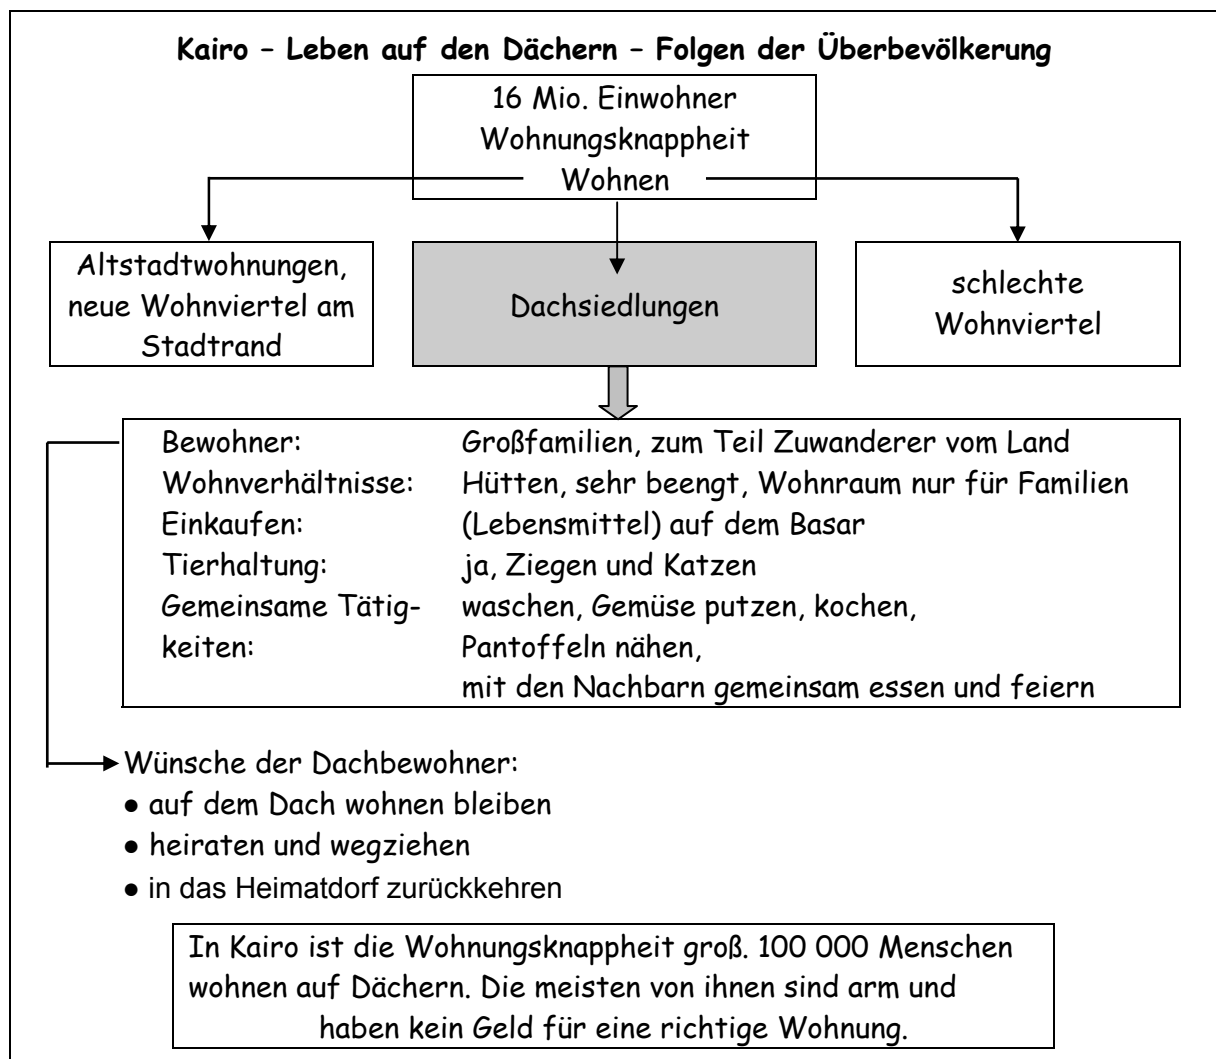 Kairo – Leben auf den Dächern – Folgen der Überbevölkerung
16 Mio. Einwohner
Wohnungsknappheit
Wohnen
Altstadtwohnungen,
neue Wohnviertel am
Stadtrand
Dachsiedlungen
schlechte
Wohnviertel
Bewohner: Großfamilien, zum Teil Zuwanderer vom Land
Wohnverhältnisse: Hütten, sehr beengt, Wohnraum nur für Familien
Einkaufen: (Lebensmittel) auf dem Basar
Tierhaltung: ja, Ziegen und Katzen
Gemeinsame Tätig- waschen, Gemüse putzen, kochen,
keiten: Pantoffeln nähen,
mit den Nachbarn gemeinsam essen und feiern
Wünsche der Dachbewohner:
● auf dem Dach wohnen bleiben
● heiraten und wegziehen
● in das Heimatdorf zurückkehren
In Kairo ist die Wohnungsknappheit groß. 100 000 Menschen
wohnen auf Dächern. Die meisten von ihnen sind arm und
haben kein Geld für eine richtige Wohnung.